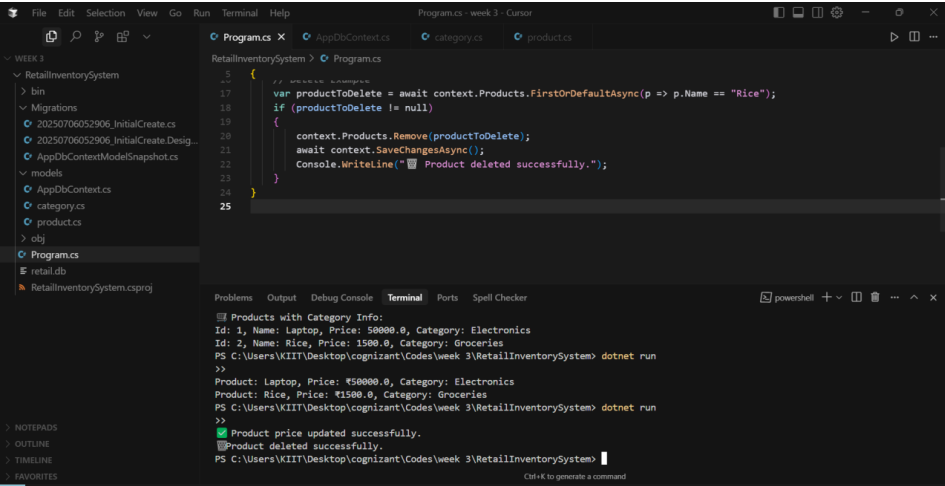 File Edit Selection View Go Run Terminal Help
Program.cs - week 3 - Cursor
Program.cs
AppDbContext.cs
category.cs
product.cs
WEEK 3
RetailInventorySystem
bin
Migrations
20250706052906_InitialCreate.cs
20250706052906_InitialCreate.Desig...
AppDbContextModelSnapshot.cs
models
AppDbContext.cs
category.cs
product.cs
obj
Program.cs
retail.db
RetailInventorySystem.csproj
NOTEPADS
OUTLINE
TIMELINE
FAVORITES
RetailInventorySystem > Program.cs
5 {
16 // Delete Example
17 var productToDelete = await context.Products.FirstOrDefaultAsync(p => p.Name == "Rice");
18 if (productToDelete != null)
19 {
20 context.Products.Remove(productToDelete);
21 await context.SaveChangesAsync();
22 Console.WriteLine("🗑 Product deleted successfully.");
23 }
24 }
25
Problems Output Debug Console Terminal Ports Spell Checker
powershell
Products with Category Info:
Id: 1, Name: Laptop, Price: 50000.0, Category: Electronics
Id: 2, Name: Rice, Price: 1500.0, Category: Groceries
PS C:\Users\KIIT\Desktop\cognizant\Codes\week 3\RetailInventorySystem> dotnet run
>>
Product: Laptop, Price: ₹50000.0, Category: Electronics
Product: Rice, Price: ₹1500.0, Category: Groceries
PS C:\Users\KIIT\Desktop\cognizant\Codes\week 3\RetailInventorySystem> dotnet run
>>
✅ Product price updated successfully.
🗑Product deleted successfully.
PS C:\Users\KIIT\Desktop\cognizant\Codes\week 3\RetailInventorySystem>
Ctrl+K to generate a command